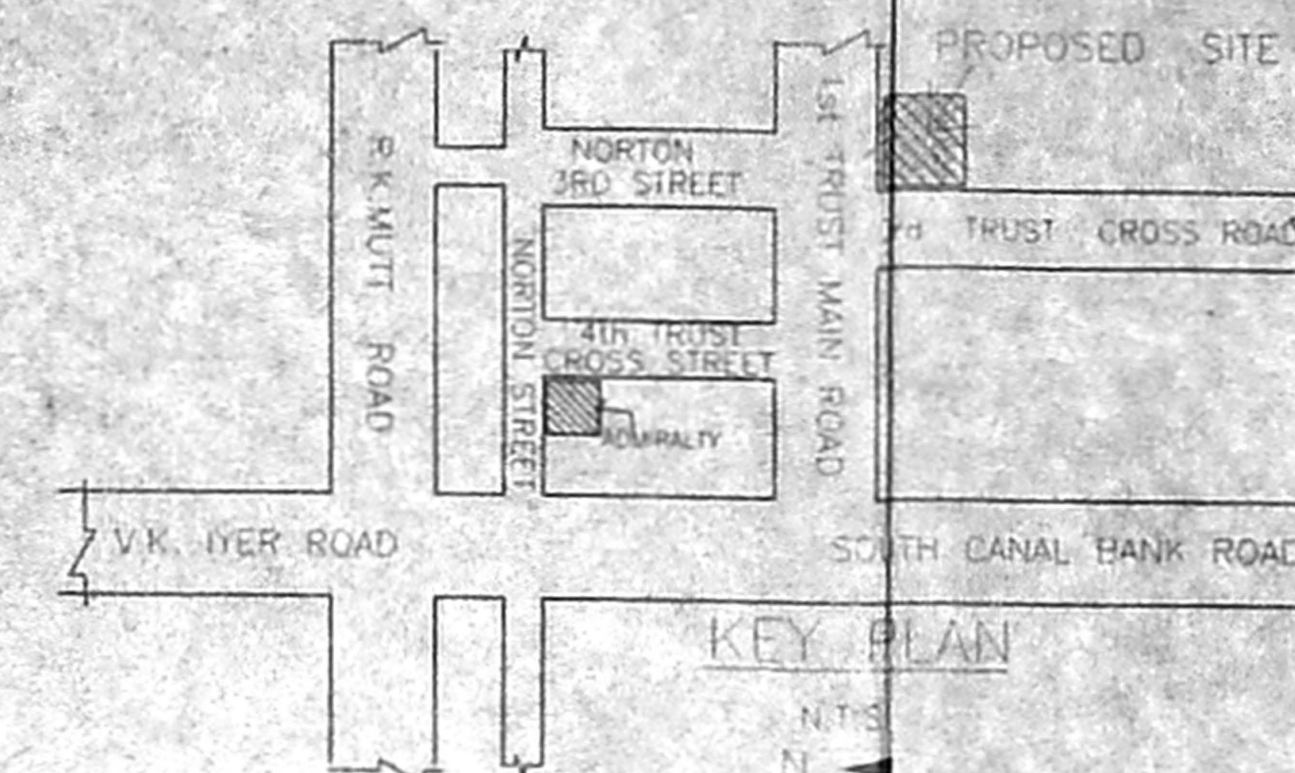 PROPOSED SITE
1st TRUST MAIN ROAD
R.K.MUTT ROAD
NORTON
3RD STREET
TRUST CROSS ROAD
NORTON STREET
4th TRUST
CROSS STREET
ADMIRALTY
V.K. IYER ROAD
SOUTH CANAL BANK ROAD
KEY PLAN
N.T.S
N